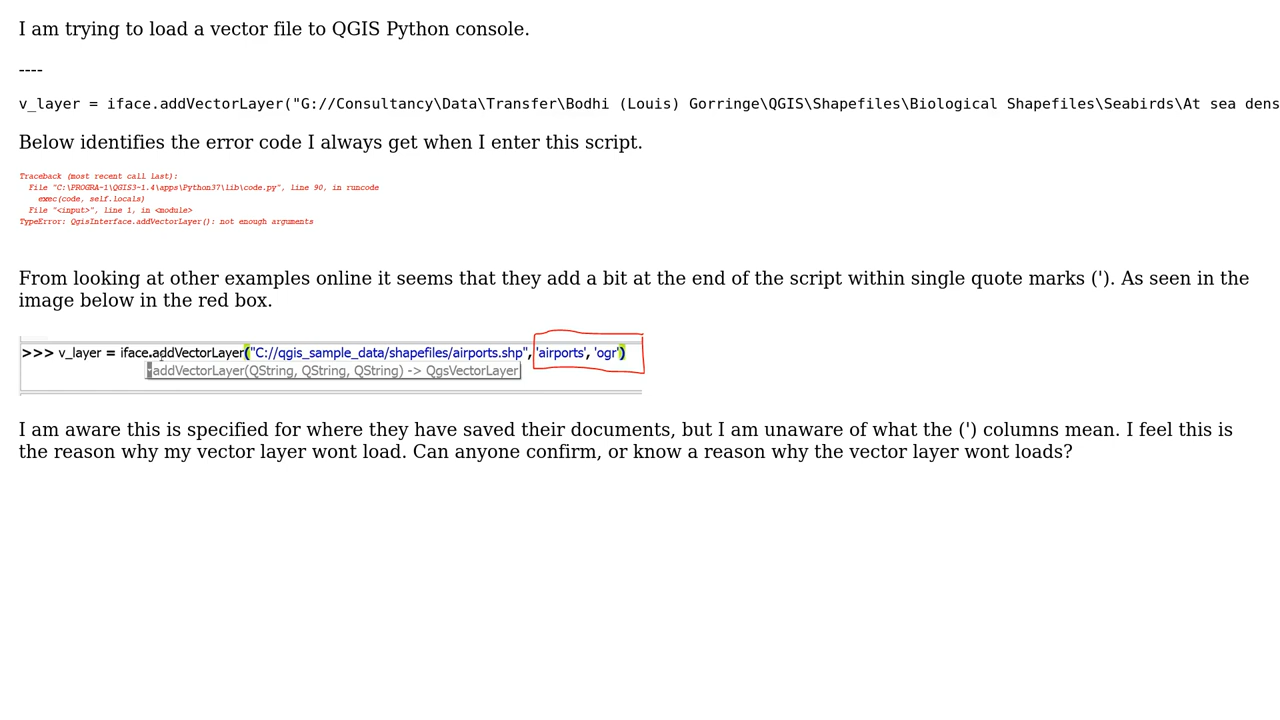 I am trying to load a vector file to QGIS Python console.
----
v_layer = iface.addVectorLayer("G://Consultancy\Data\Transfer\Bodhi (Louis) Gorringe\QGIS\Shapefiles\Biological Shapefiles\Seabirds\At sea dens
Below identifies the error code I always get when I enter this script.
Traceback (most recent call last):
File "C:\PROGRA~1\QGIS3~1.4\apps\Python37\lib\code.py", line 90, in runcode
exec(code, self.locals)
File "<input>", line 1, in <module>
TypeError: QgisInterface.addVectorLayer(): not enough arguments
From looking at other examples online it seems that they add a bit at the end of the script within single quote marks ('). As seen in the
image below in the red box.
>>> v_layer = iface.addVectorLayer("C://qgis_sample_data/shapefiles/airports.shp", 'airports', 'ogr')
addVectorLayer(QString, QString, QString) -> QgsVectorLayer
I am aware this is specified for where they have saved their documents, but I am unaware of what the (') columns mean. I feel this is
the reason why my vector layer wont load. Can anyone confirm, or know a reason why the vector layer wont loads?